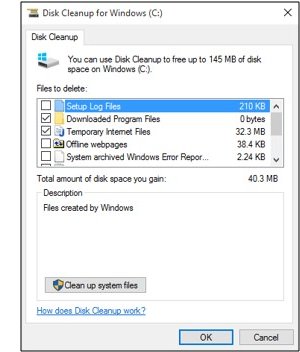 Disk Cleanup for Windows (C:)
Disk Cleanup
You can use Disk Cleanup to free up to 145 MB of disk
space on Windows (C:).
Files to delete:
Setup Log Files 210 KB
Downloaded Program Files 0 bytes
Temporary Internet Files 32.3 MB
Offline webpages 38.4 KB
System archived Windows Error Repor... 2.24 KB
Total amount of disk space you gain: 40.3 MB
Description
Files created by Windows
Clean up system files
How does Disk Cleanup work?
OK Cancel